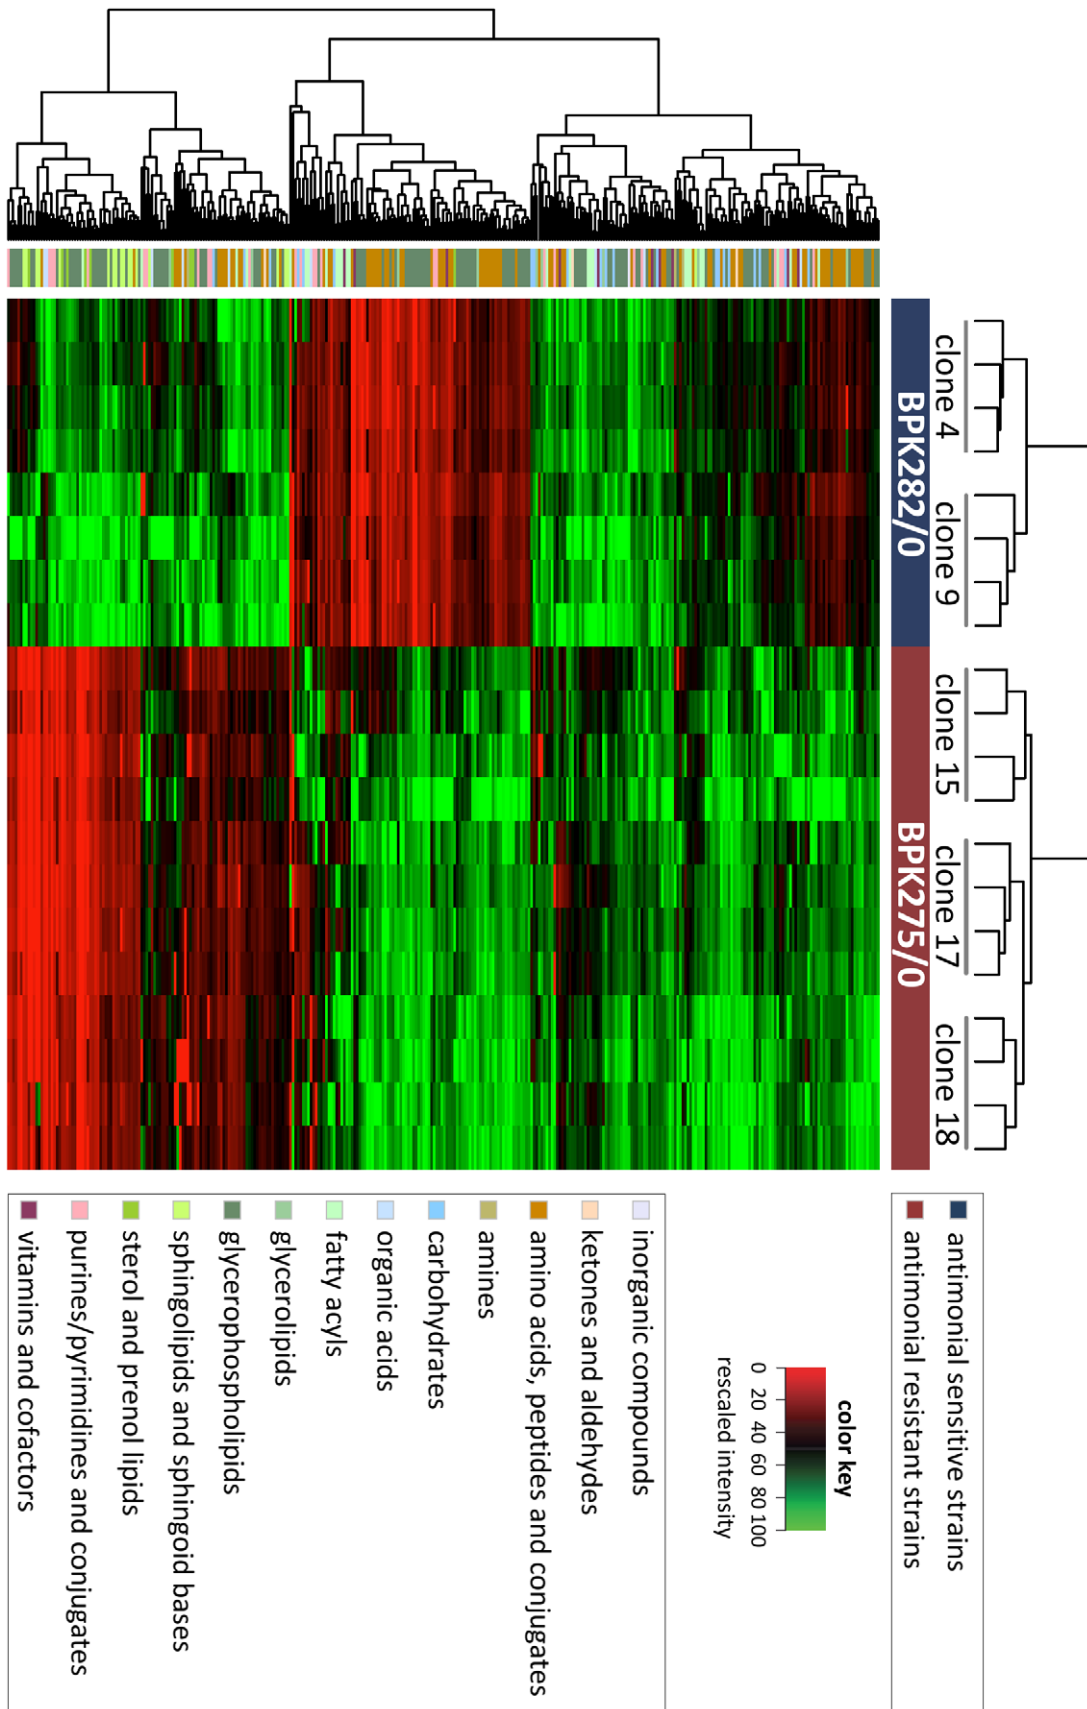 clone 4
clone 9
clone 15
clone 17
clone 18
BPK282/0
BPK275/0
antimonial sensitive strains
antimonial resistant strains
color key
0 20 40 60 80 100
rescaled intensity
inorganic compounds
ketones and aldehydes
amino acids, peptides and conjugates
amines
carbohydrates
organic acids
fatty acyls
glycerolipids
glycerophospholipids
sphingolipids and sphingoid bases
sterol and prenol lipids
purines/pyrimidines and conjugates
vitamins and cofactors